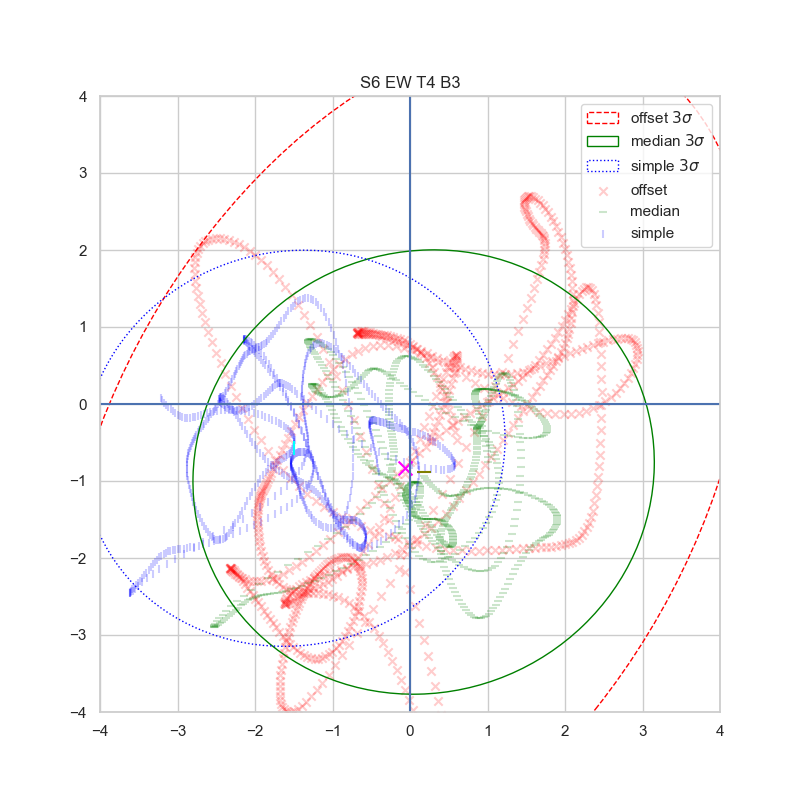 S6 EW T4 B3
offset 3σ
median 3σ
simple 3σ
offset
median
simple
4
3
2
1
0
−1
−2
−3
−4
−4 −3 −2 −1 0 1 2 3 4